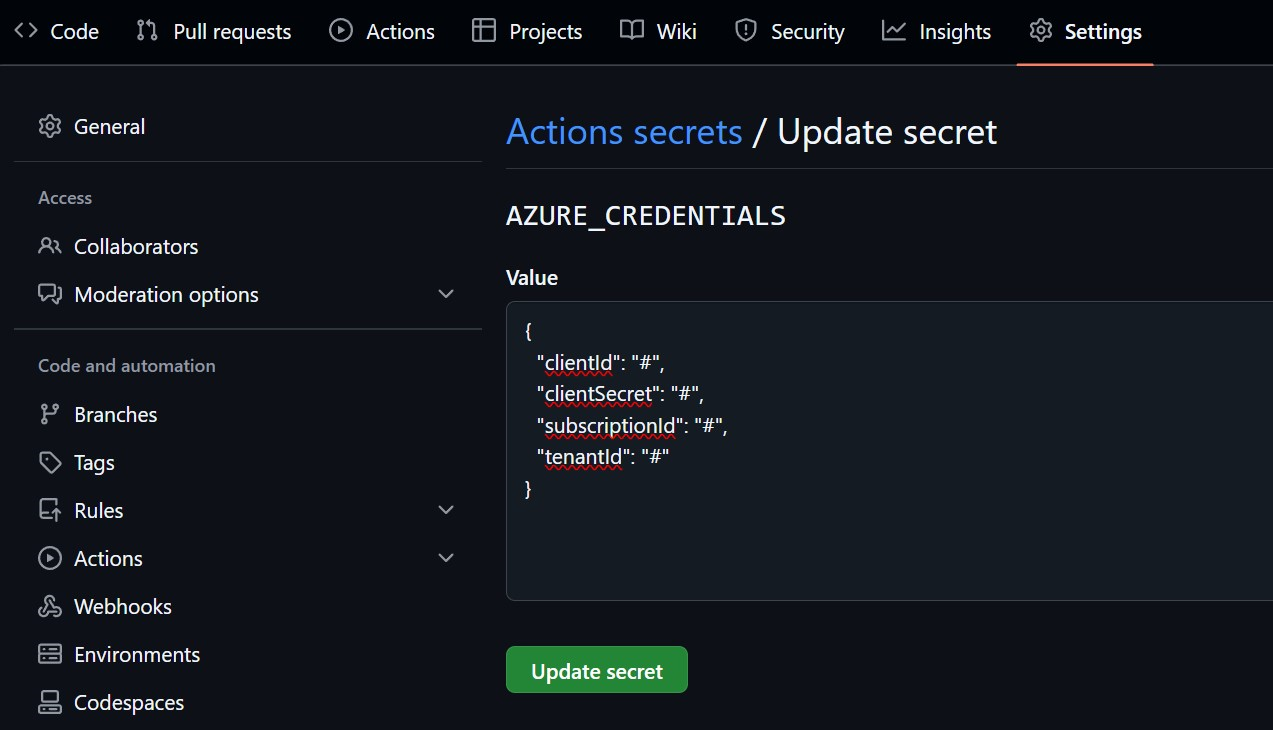 Code Pull requests Actions Projects Wiki Security Insights Settings
General
Access
Collaborators
Moderation options
Code and automation
Branches
Tags
Rules
Actions
Webhooks
Environments
Codespaces
Actions secrets / Update secret
AZURE_CREDENTIALS
Value
{
"clientId": "#",
"clientSecret": "#",
"subscriptionId": "#",
"tenantId": "#"
}
Update secret